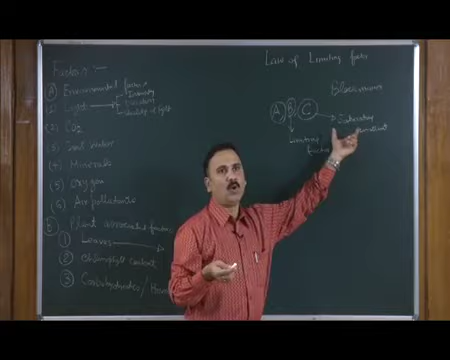 Factors :-
Ⓐ Environmental factors
(1) Light → Intensity
Duration
Quality of light
(2) CO2
(3) Soil Water
(4) Minerals
(5) Oxygen
(6) Air pollutants
Ⓑ Plant associated factors
① Leaves →
② Chlorophyll content
③ Carbohydrates /
Law of Limiting factor
Blackmann
A B C →
Limiting
factor